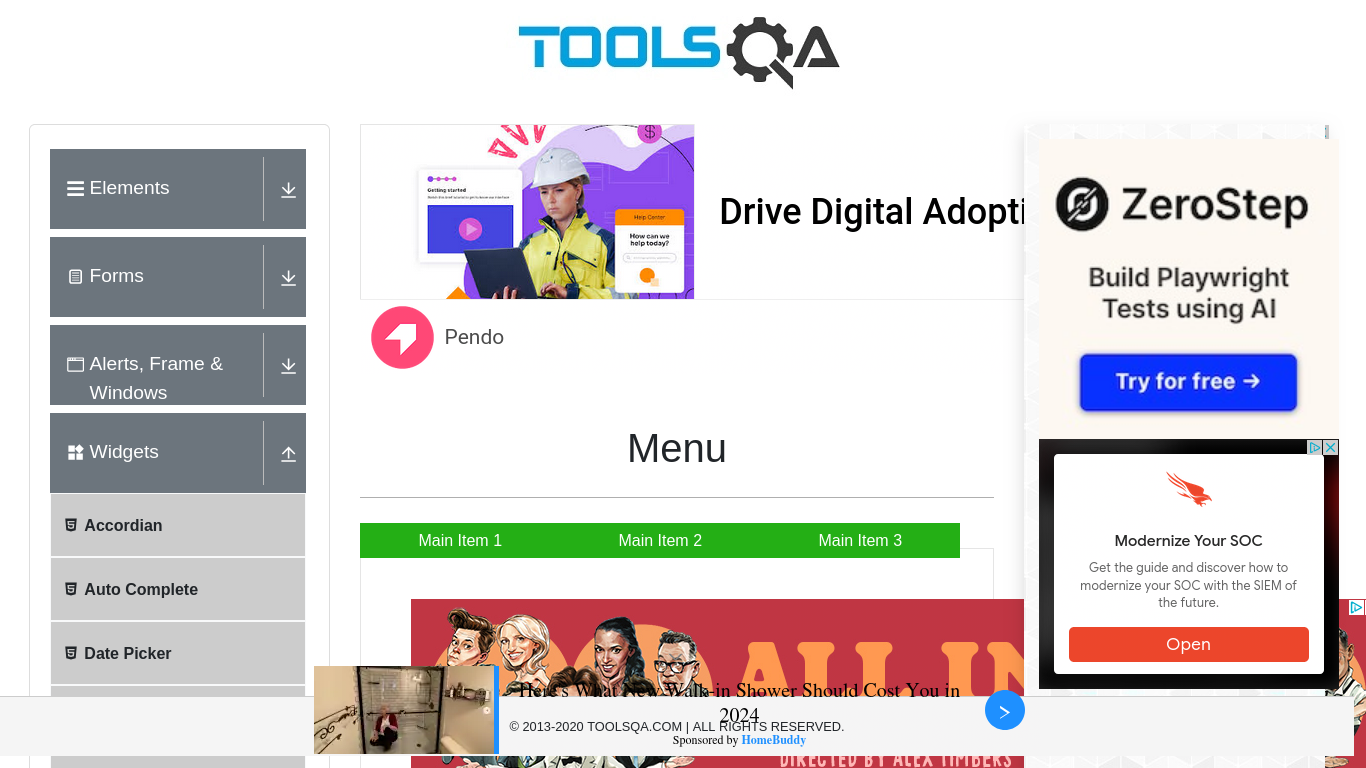 TOOLSQA
Elements
Forms
Alerts, Frame &
Windows
Widgets
Accordian
Auto Complete
Date Picker
Getting started
Help Center
How can we
help today?
$
Drive Digital Adopti
Pendo
Menu
Main Item 1
Main Item 2
Main Item 3
ZeroStep
Build Playwright
Tests using AI
Try for free →
Modernize Your SOC
Get the guide and discover how to
modernize your SOC with the SIEM of
the future.
Open
ALL IN
Here's What New Walk-in Shower Should Cost You in
2024
© 2013-2020 TOOLSQA.COM | ALL RIGHTS RESERVED.
Sponsored by HomeBuddy
DIRECTED BY ALEX TIMBERS